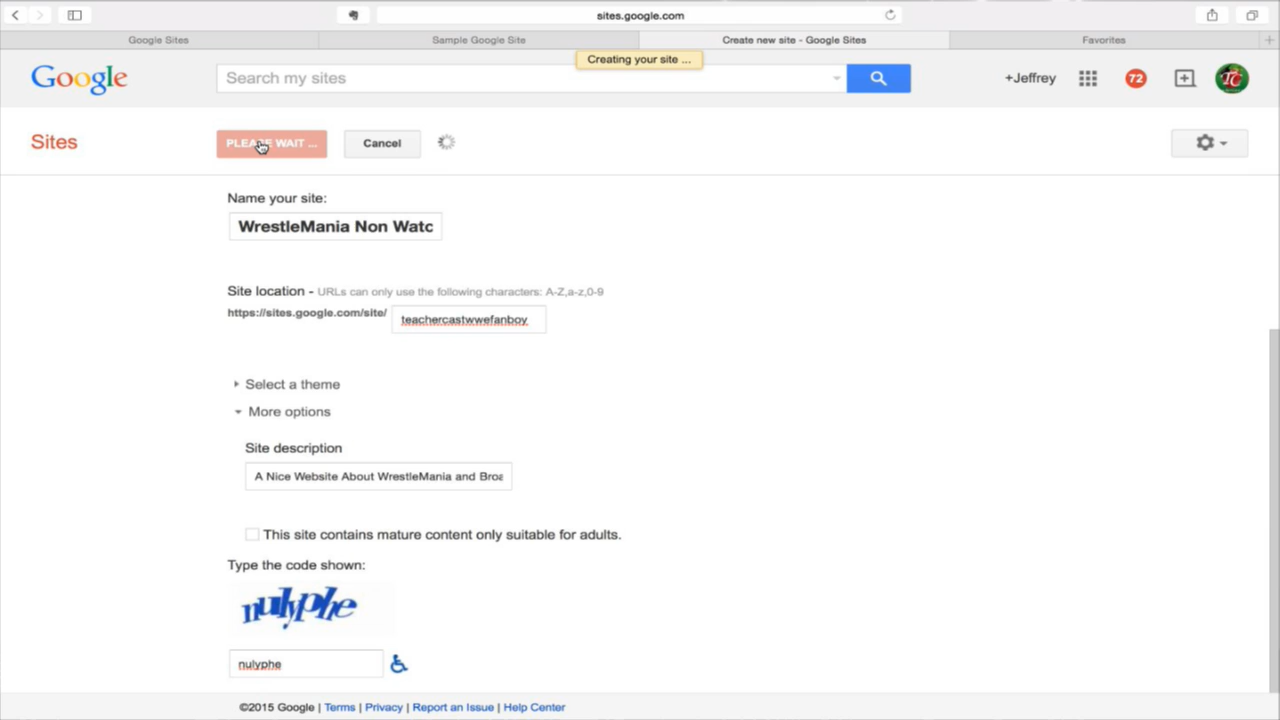 sites.google.com
Google Sites
Sample Google Site
Create new site - Google Sites
Favorites
Creating your site ...
Google
Search my sites
+Jeffrey
72
TC
Sites
PLEASE WAIT ...
Cancel
Name your site:
WrestleMania Non Watc
Site location - URLs can only use the following characters: A-Z,a-z,0-9
https://sites.google.com/site/ teachercastwwefanboy
Select a theme
More options
Site description
A Nice Website About WrestleMania and Broa
This site contains mature content only suitable for adults.
Type the code shown:
nulyphe
nulyphe
©2015 Google | Terms | Privacy | Report an Issue | Help Center